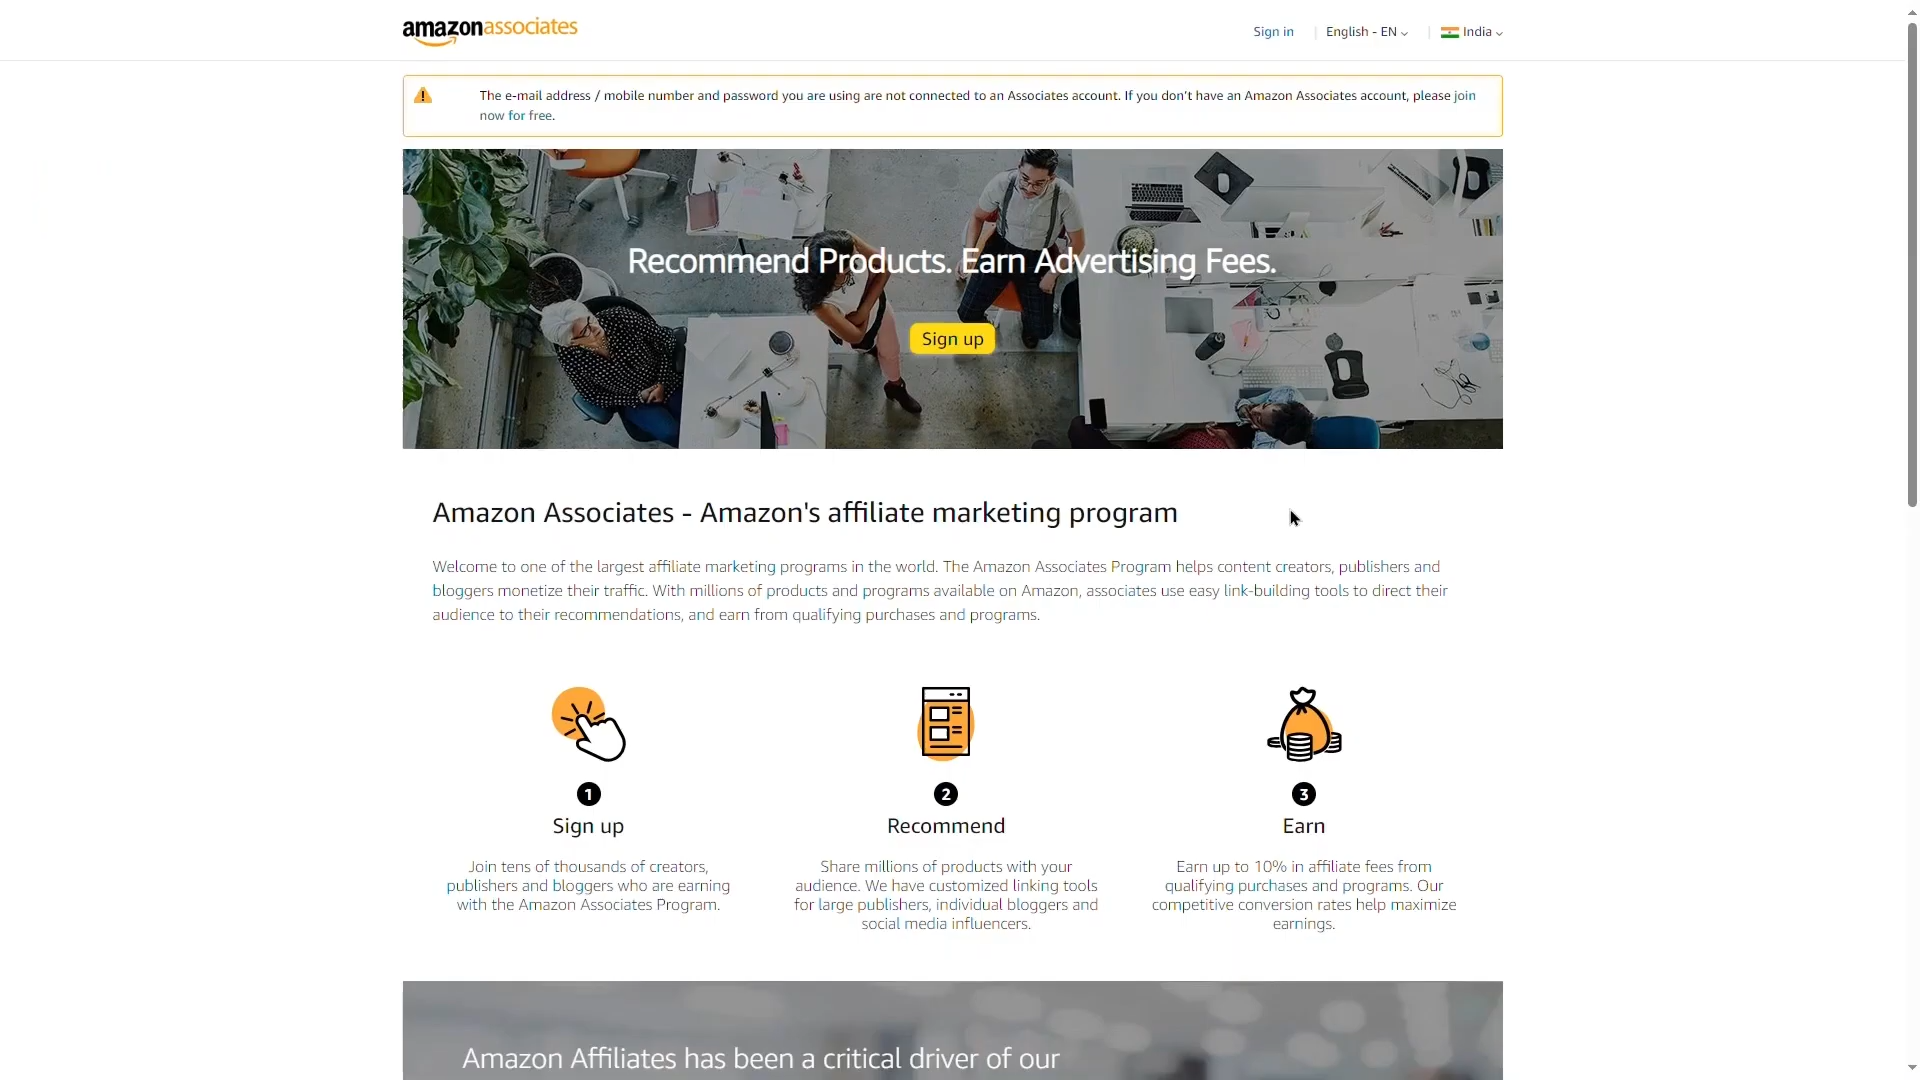 amazonassociates
Sign in
English - EN
India
The e-mail address / mobile number and password you are using are not connected to an Associates account. If you don't have an Amazon Associates account, please join
now for free.
Recommend Products. Earn Advertising Fees.
Sign up
Amazon Associates - Amazon's affiliate marketing program
Welcome to one of the largest affiliate marketing programs in the world. The Amazon Associates Program helps content creators, publishers and
bloggers monetize their traffic. With millions of products and programs available on Amazon, associates use easy link-building tools to direct their
audience to their recommendations, and earn from qualifying purchases and programs.
1
Sign up
Join tens of thousands of creators,
publishers and bloggers who are earning
with the Amazon Associates Program.
2
Recommend
Share millions of products with your
audience. We have customized linking tools
for large publishers, individual bloggers and
social media influencers.
3
Earn
Earn up to 10% in affiliate fees from
qualifying purchases and programs. Our
competitive conversion rates help maximize
earnings.
Amazon Affiliates has been a critical driver of our